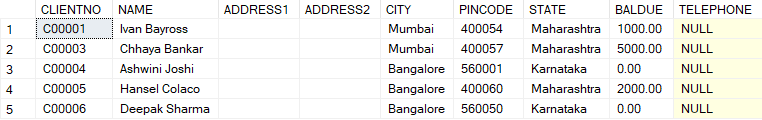 CLIENTNO NAME ADDRESS1 ADDRESS2 CITY PINCODE STATE BALDUE TELEPHONE
1 C00001 Ivan Bayross Mumbai 400054 Maharashtra 1000.00 NULL
2 C00003 Chhaya Bankar Mumbai 400057 Maharashtra 5000.00 NULL
3 C00004 Ashwini Joshi Bangalore 560001 Karnataka 0.00 NULL
4 C00005 Hansel Colaco Bangalore 400060 Maharashtra 2000.00 NULL
5 C00006 Deepak Sharma Bangalore 560050 Karnataka 0.00 NULL